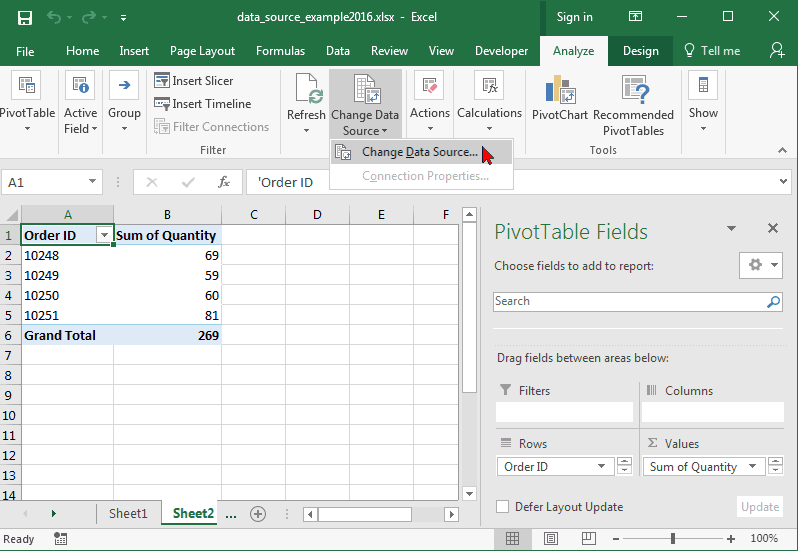 data_source_example2016.xlsx - Excel
Sign in
File Home Insert Page Layout Formulas Data Review View Developer Analyze Design Tell me
PivotTable
Active
Field
Group
Insert Slicer
Insert Timeline
Filter Connections
Filter
Refresh
Change Data
Source
Actions
Calculations
PivotChart
Recommended
PivotTables
Tools
Show
Change Data Source...
Connection Properties...
A1
fx
'Order ID
A B C D E F
1 Order ID Sum of Quantity
2 10248 69
3 10249 59
4 10250 60
5 10251 81
6 Grand Total 269
7
8
9
10
11
12
13
14
PivotTable Fields
Choose fields to add to report:
Search
Drag fields between areas below:
Filters
Columns
Rows
Σ Values
Order ID
Sum of Quantity
Defer Layout Update
Update
Sheet1 Sheet2 ...
Ready
100%